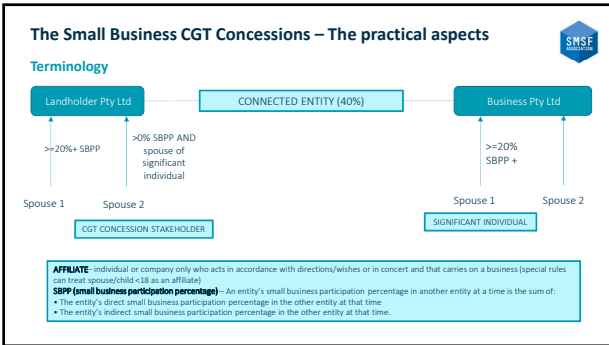 The Small Business CGT Concessions – The practical aspects
SMSF
ASSOCIATION
Terminology
Landholder Pty Ltd
CONNECTED ENTITY (40%)
Business Pty Ltd
>=20%+ SBPP
>0% SBPP AND
spouse of
significant
individual
>=20%
SBPP +
Spouse 1
Spouse 2
Spouse 1
Spouse 2
CGT CONCESSION STAKEHOLDER
SIGNIFICANT INDIVIDUAL
AFFILIATE– individual or company only who acts in accordance with directions/wishes or in concert and that carries on a business (special rules
can treat spouse/child <18 as an affiliate)
SBPP (small business participation percentage) – An entity's small business participation percentage in another entity at a time is the sum of:
• The entity's direct small business participation percentage in the other entity at that time
• The entity's indirect small business participation percentage in the other entity at that time.